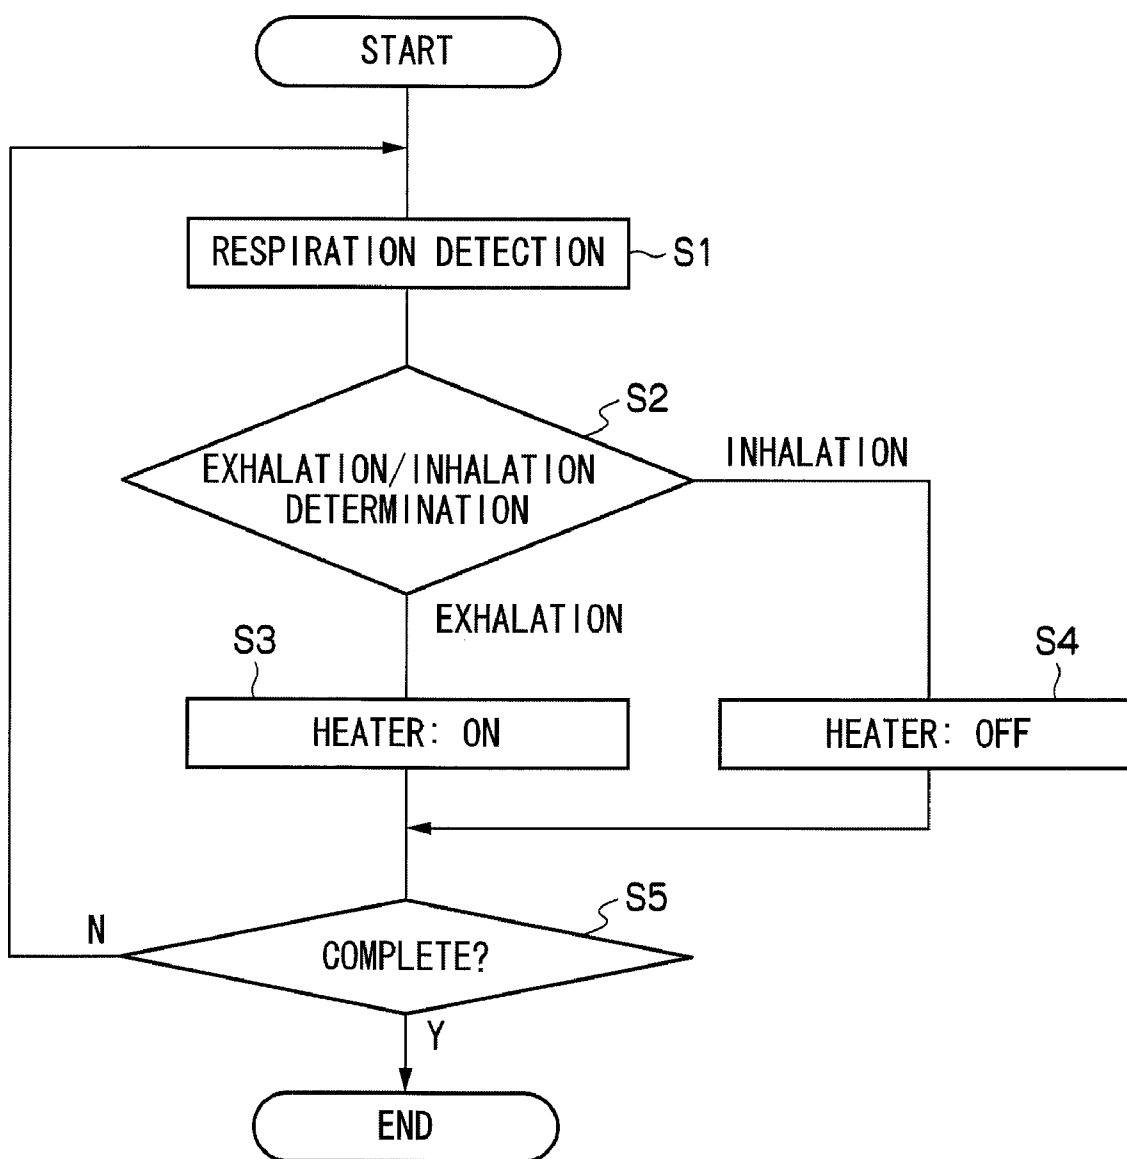 START
RESPIRATION DETECTION
S1
S2
EXHALATION/INHALATION
DETERMINATION
INHALATION
EXHALATION
S3
HEATER: ON
S4
HEATER: OFF
S5
COMPLETE?
N
Y
END